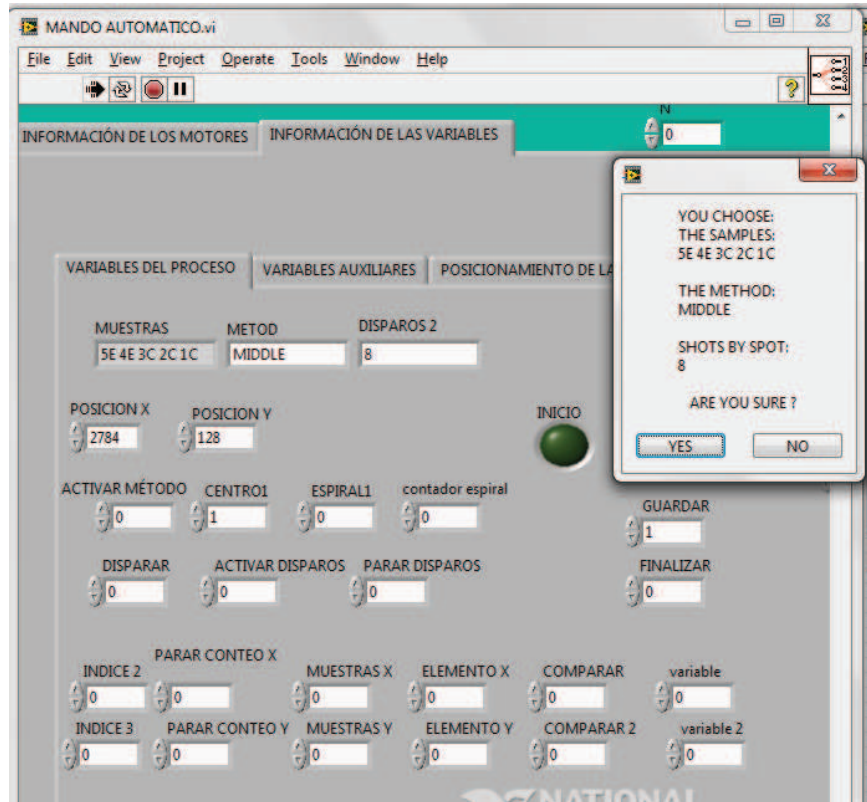 MANDO AUTOMATICO.vi
File Edit View Project Operate Tools Window Help
N
INFORMACIÓN DE LOS MOTORES INFORMACIÓN DE LAS VARIABLES 0
YOU CHOOSE:
THE SAMPLES:
5E 4E 3C 2C 1C
THE METHOD:
MIDDLE
SHOTS BY SPOT:
8
ARE YOU SURE ?
YES NO
VARIABLES DEL PROCESO VARIABLES AUXILIARES POSICIONAMIENTO DE LA
MUESTRAS METOD DISPAROS 2
5E 4E 3C 2C 1C MIDDLE 8
POSICION X POSICION Y INICIO
2784 128
ACTIVAR MÉTODO CENTRO1 ESPIRAL1 contador espiral GUARDAR
0 1 0 0 1
DISPARAR ACTIVAR DISPAROS PARAR DISPAROS FINALIZAR
0 0 0 0
INDICE 2 PARAR CONTEO X MUESTRAS X ELEMENTO X COMPARAR variable
0 0 0 0 0 0
INDICE 3 PARAR CONTEO Y MUESTRAS Y ELEMENTO Y COMPARAR 2 variable 2
0 0 0 0 0 0
NATIONAL